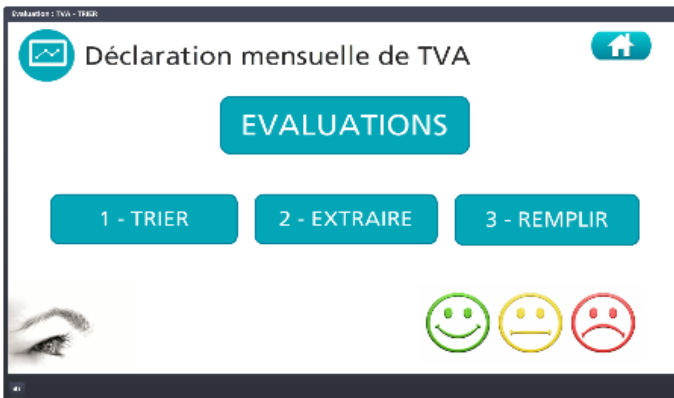 Evaluation : TVA - TRIER
Déclaration mensuelle de TVA
EVALUATIONS
1 - TRIER
2 - EXTRAIRE
3 - REMPLIR